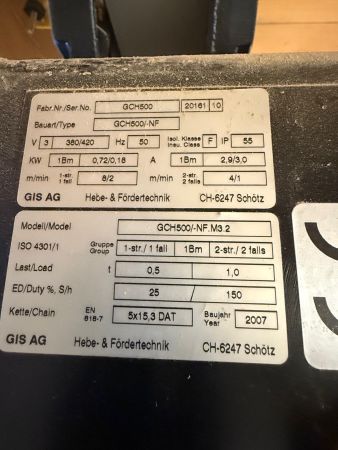 Fabr.Nr./Ser.No. GCH500 20161 10
Bauart/Type GCH500/-NF
V 3 380/420 Hz 50 Isol. Klasse Insu. Class F IP 55
KW 1Bm 0,72/0,18 A 1Bm 2,9/3,0
m/min 1-str. 1 fall 8/2 m/min 2-str. 2 falls 4/1
GIS AG Hebe- & Fördertechnik CH-6247 Schötz
Modell/Model GCH500/-NF.M3.2
ISO 4301/1 Gruppe Group 1-str./1 fall 1Bm 2-str./2 falls
Last/Load t 0,5 1,0
ED/Duty %, S/h 25 / 150
Kette/Chain EN 818-7 5x15,3 DAT Baujahr Year 2007
GIS AG Hebe- & Fördertechnik CH-6247 Schötz